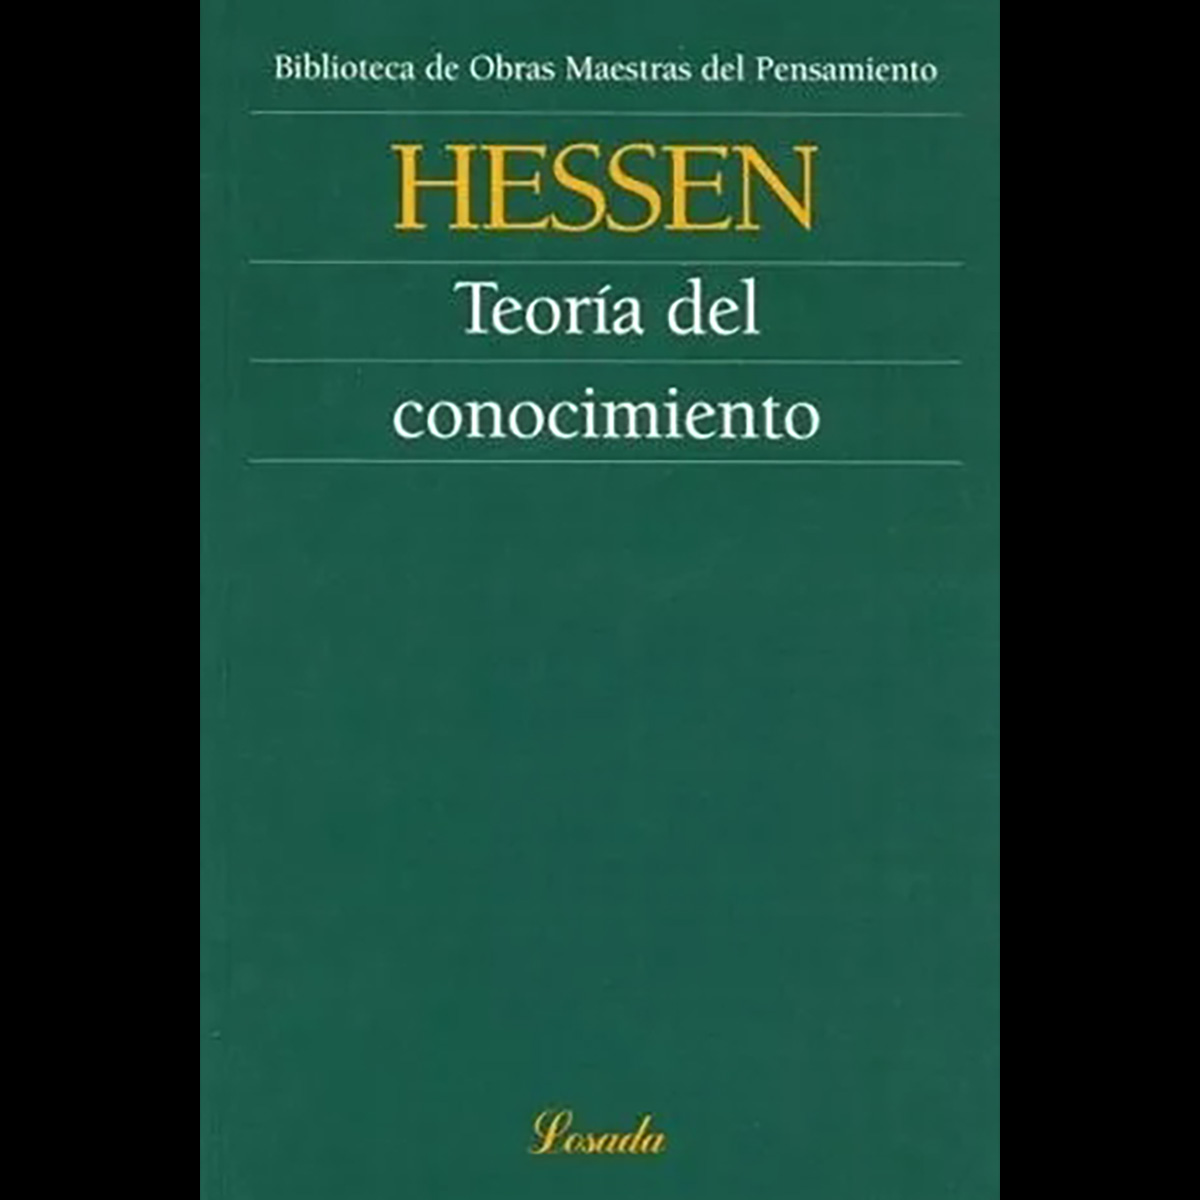 Biblioteca de Obras Maestras del Pensamiento
HESSEN
Teoría del
conocimiento
Losada